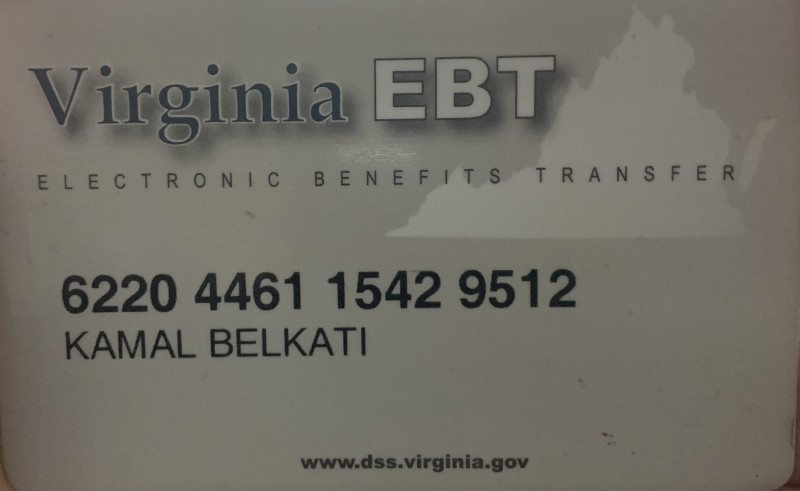 Virginia EBT
ELECTRONIC BENEFITS TRANSFER
6220 4461 1542 9512
KAMAL BELKATI
www.dss.virginia.gov